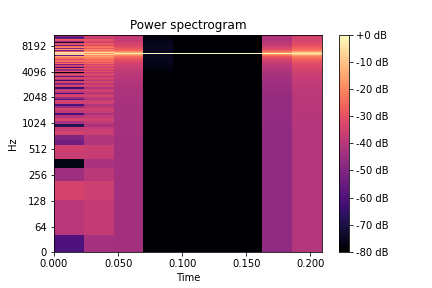 Power spectrogram
8192
4096
2048
1024
512
256
128
64
0
Hz
0.000 0.050 0.100 0.150 0.200
Time
+0 dB
-10 dB
-20 dB
-30 dB
-40 dB
-50 dB
-60 dB
-70 dB
-80 dB